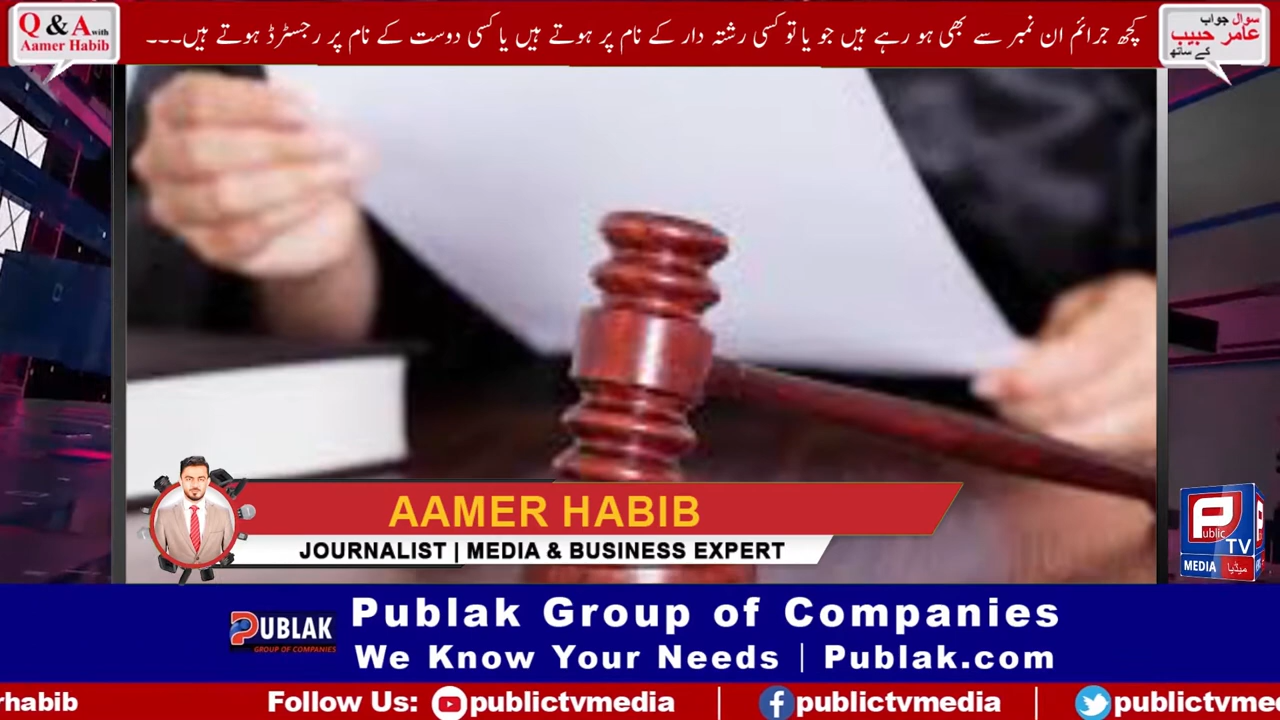 Q & A with
Aamer Habib
کچھ جرائم ان نمبر سے بھی ہو رہے ہیں جو یا تو کسی رشتہ دار کے نام پر ہوتے ہیں یا کسی دوست کے نام پر رجسٹرڈ ہوتے ہیں۔۔۔
سوال جواب
عامر حبیب
کے ساتھ
AAMER HABIB
JOURNALIST | MEDIA & BUSINESS EXPERT
Public
TV
MEDIA میڈیا
PUBLAK
GROUP OF COMPANIES
Publak Group of Companies
We Know Your Needs | Publak.com
rhabib Follow Us: publictvmedia | publictvmedia | publictvme